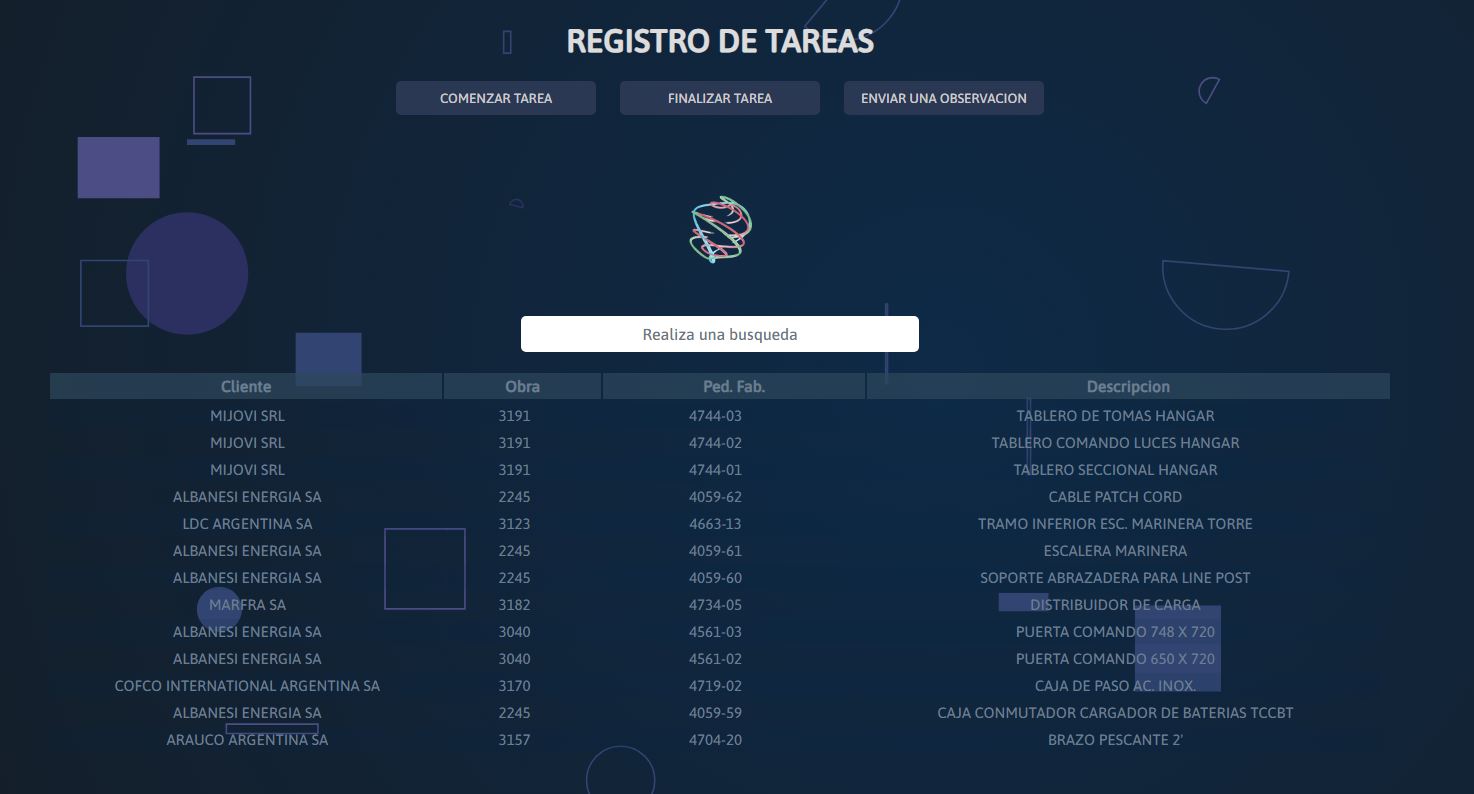 REGISTRO DE TAREAS
COMENZAR TAREA FINALIZAR TAREA ENVIAR UNA OBSERVACION
Realiza una busqueda
Cliente Obra Ped. Fab. Descripcion
MIJOVI SRL 3191 4744-03 TABLERO DE TOMAS HANGAR
MIJOVI SRL 3191 4744-02 TABLERO COMANDO LUCES HANGAR
MIJOVI SRL 3191 4744-01 TABLERO SECCIONAL HANGAR
ALBANESI ENERGIA SA 2245 4059-62 CABLE PATCH CORD
LDC ARGENTINA SA 3123 4663-13 TRAMO INFERIOR ESC. MARINERA TORRE
ALBANESI ENERGIA SA 2245 4059-61 ESCALERA MARINERA
ALBANESI ENERGIA SA 2245 4059-60 SOPORTE ABRAZADERA PARA LINE POST
MARFRA SA 3182 4734-05 DISTRIBUIDOR DE CARGA
ALBANESI ENERGIA SA 3040 4561-03 PUERTA COMANDO 748 X 720
ALBANESI ENERGIA SA 3040 4561-02 PUERTA COMANDO 650 X 720
COFCO INTERNATIONAL ARGENTINA SA 3170 4719-02 CAJA DE PASO AC. INOX.
ALBANESI ENERGIA SA 2245 4059-59 CAJA CONMUTADOR CARGADOR DE BATERIAS TCCBT
ARAUCO ARGENTINA SA 3157 4704-20 BRAZO PESCANTE 2'